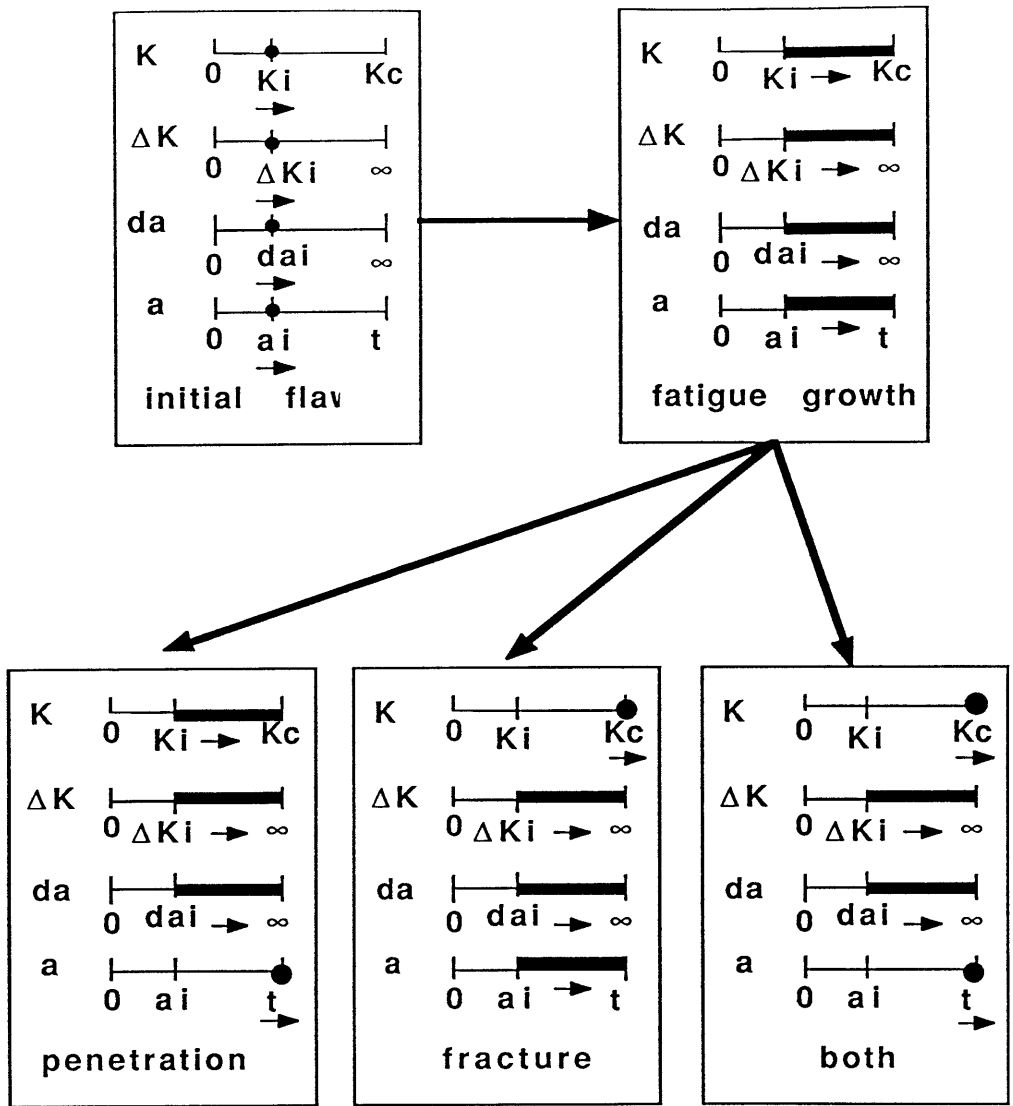 K
0 Ki Kc
ΔK
0 ΔKi ∞
da
0 dai ∞
a
0 ai t
initial
K
0 Ki Kc
ΔK
0 ΔKi ∞
da
0 dai ∞
a
0 ai t
fatigue growth
K
0 Ki Kc
ΔK
0 ΔKi ∞
da
0 dai ∞
a
0 ai t
penetration
K
0 Ki Kc
ΔK
0 ΔKi ∞
da
0 dai ∞
a
0 ai t
fracture
K
0 Ki Kc
ΔK
0 ΔKi ∞
da
0 dai ∞
a
0 ai t
both